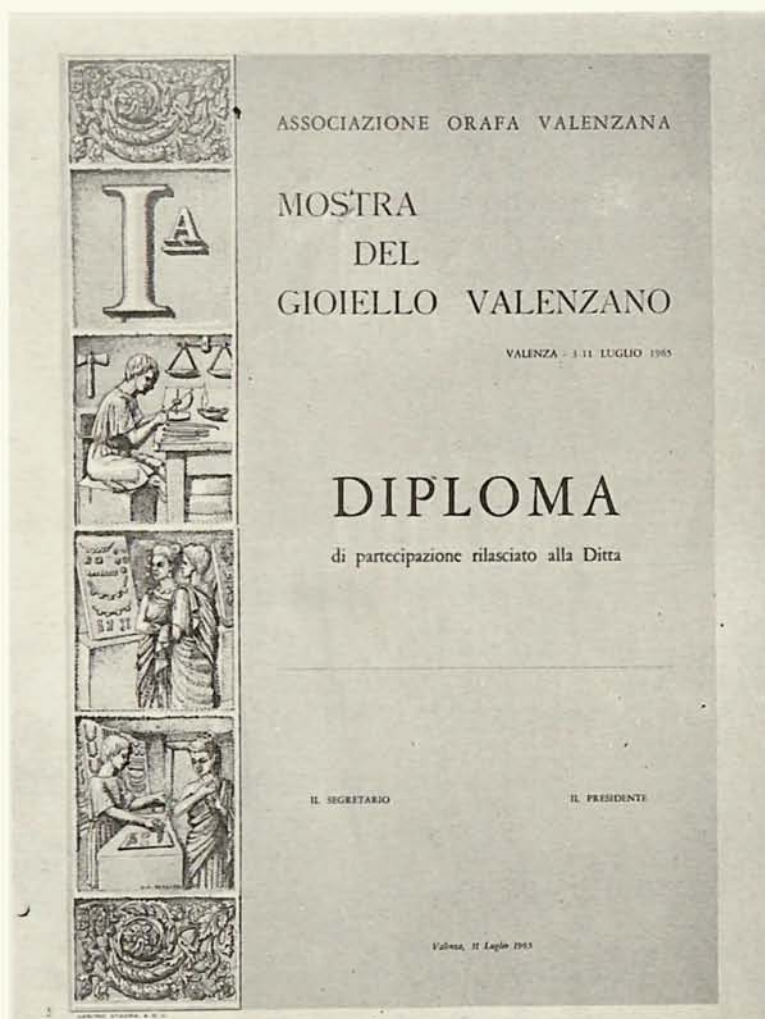 ASSOCIAZIONE ORAFA VALENZANA
IA
MOSTRA
DEL
GIOIELLO VALENZANO
VALENZA - 3-11 LUGLIO 1965
DIPLOMA
di partecipazione rilasciato alla Ditta
IL SEGRETARIO IL PRESIDENTE
Valenza, 11 Luglio 1965